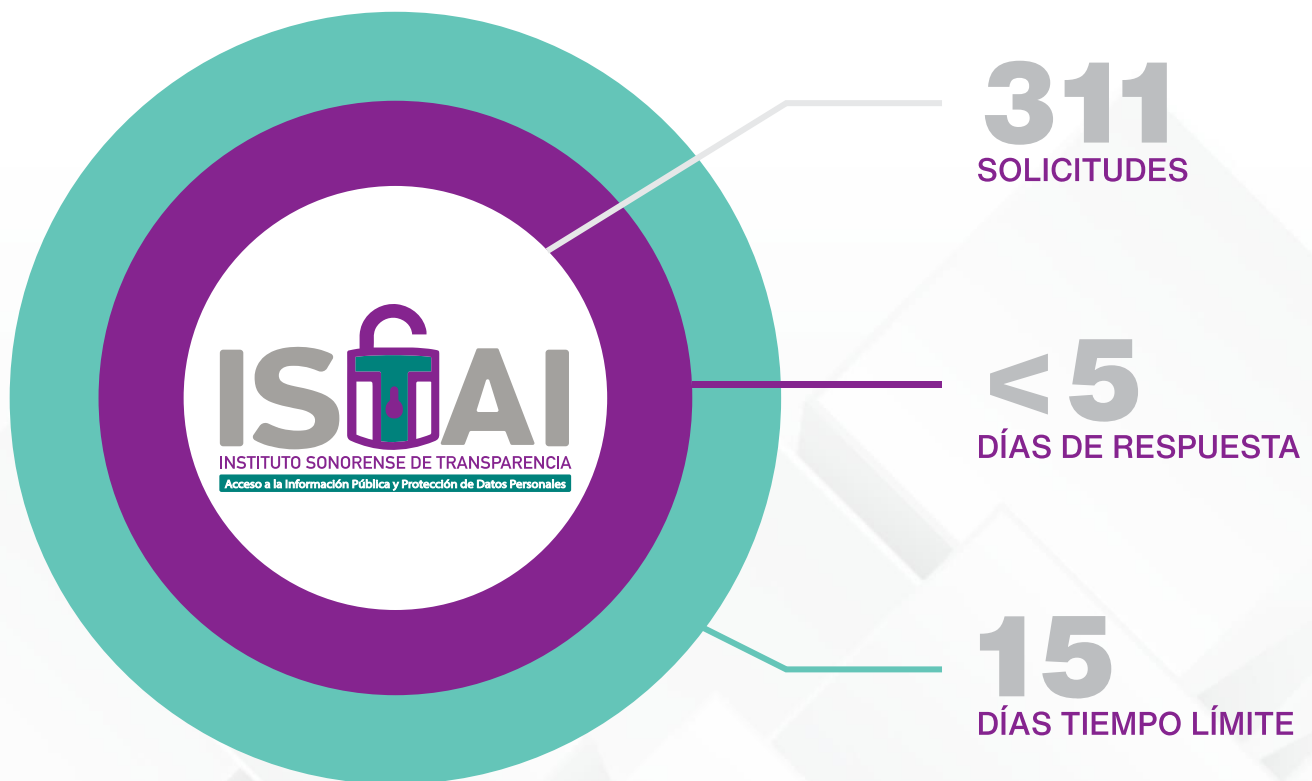 ISTAI
INSTITUTO SONORENSE DE TRANSPARENCIA
Acceso a la Información Pública y Protección de Datos Personales
311
SOLICITUDES
<5
DÍAS DE RESPUESTA
15
DÍAS TIEMPO LÍMITE